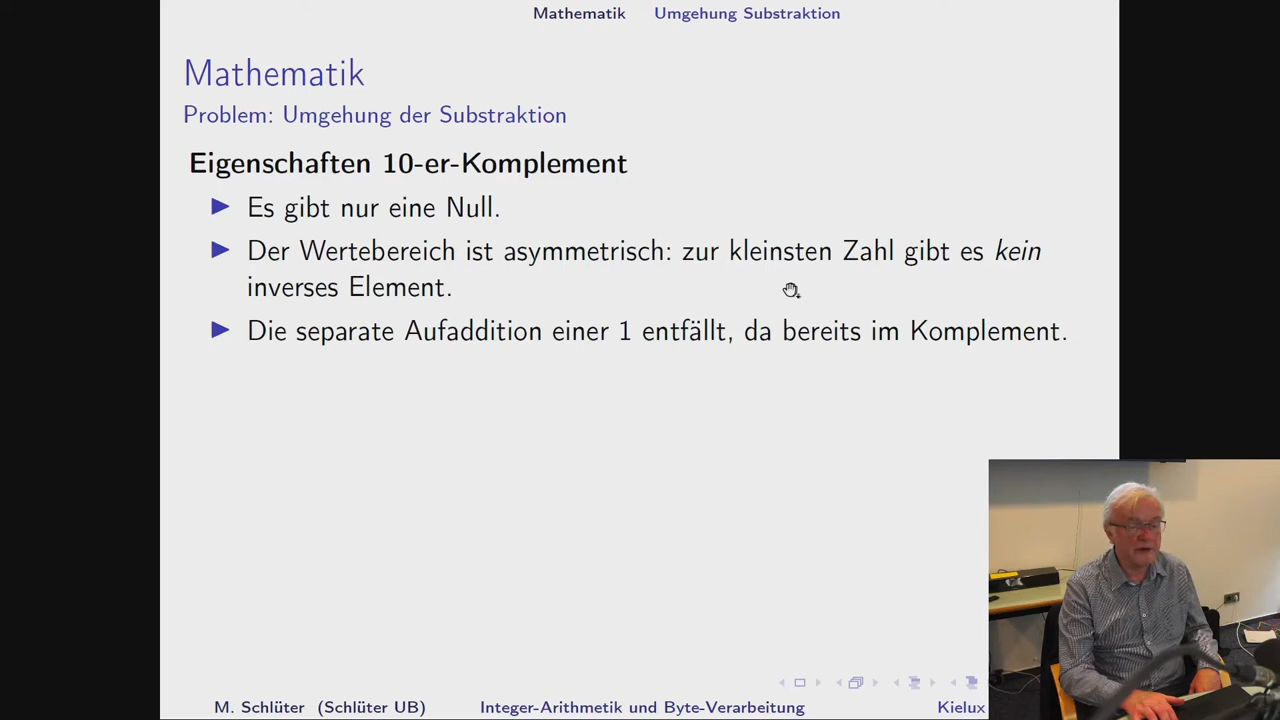 Mathematik Umgehung Substraktion
Mathematik
Problem: Umgehung der Substraktion
Eigenschaften 10-er-Komplement
Es gibt nur eine Null.
Der Wertebereich ist asymmetrisch: zur kleinsten Zahl gibt es kein
inverses Element.
Die separate Aufaddition einer 1 entfällt, da bereits im Komplement.
M. Schlüter (Schlüter UB) Integer-Arithmetik und Byte-Verarbeitung Kielux